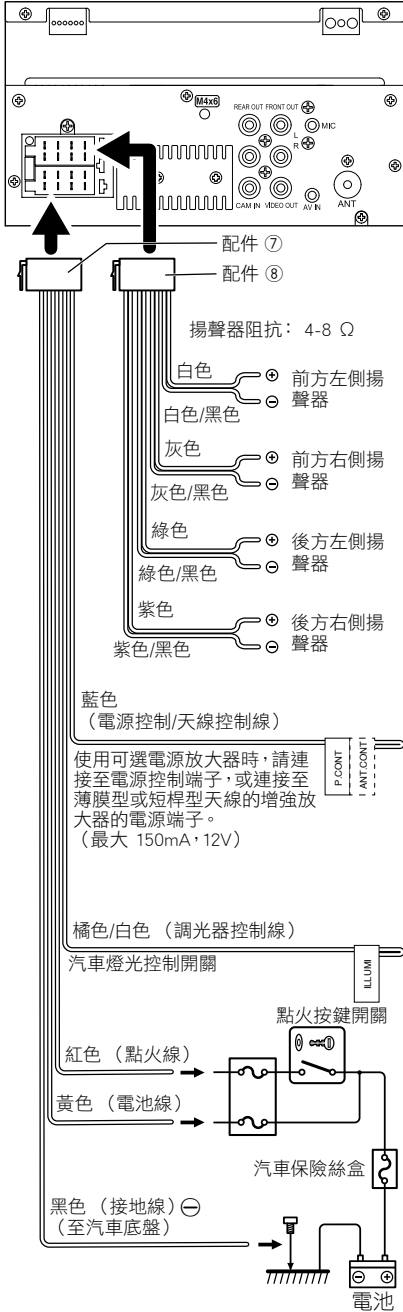 M4x6
REAR OUT FRONT OUT
L
R
MIC
CAM IN VIDEO OUT
AV IN
ANT
配件 ⑦
配件 ⑧
揚聲器阻抗： 4-8 Ω
白色
白色/黑色
⊕ 前方左側揚
⊖ 聲器
灰色
灰色/黑色
⊕ 前方右側揚
⊖ 聲器
綠色
綠色/黑色
⊕ 後方左側揚
⊖ 聲器
紫色
紫色/黑色
⊕ 後方右側揚
⊖ 聲器
藍色
（電源控制/天線控制線）
P.CONT
ANT.CONT
使用可選電源放大器時，請連
接至電源控制端子，或連接至
薄膜型或短桿型天線的增強放
大器的電源端子。
（最大 150mA，12V）
橘色/白色 （調光器控制線）
汽車燈光控制開關
ILLUMI
點火按鍵開關
紅色 （點火線）
黃色 （電池線）
汽車保險絲盒
黑色 （接地線）⊖
（至汽車底盤）
⊖ ⊕
電池